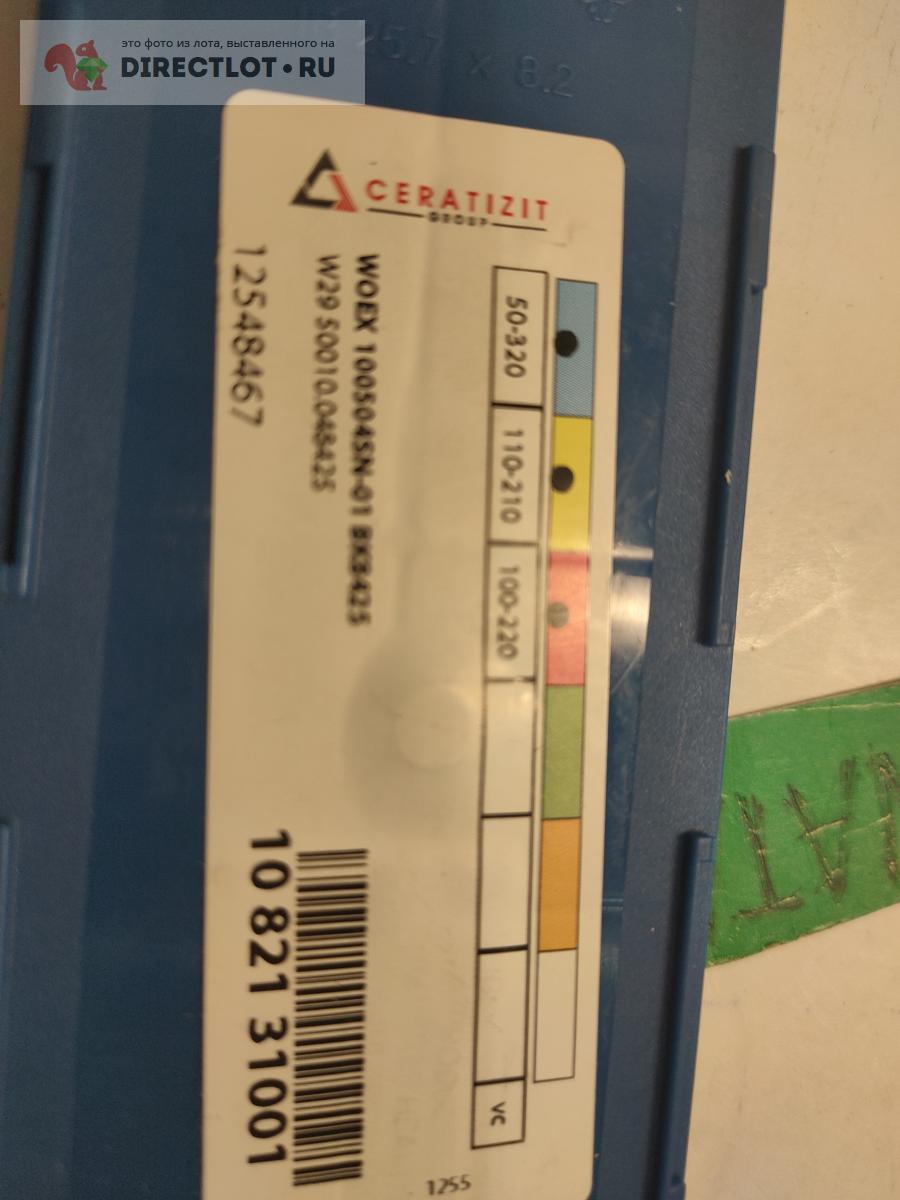 это фото из лота, выставленного на
DIRECTLOT.RU
25.7 x 8.2
CERATIZIT
GROUP
50-320
110-210
100-220
VC
WOEX 100504SN-01 BK8425
W29 50010.048425
12548467
10 821 31001
1255